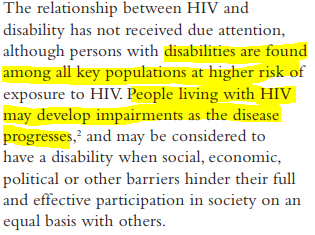 The relationship between HIV and
disability has not received due attention,
although persons with disabilities are found
among all key populations at higher risk of
exposure to HIV. People living with HIV
may develop impairments as the disease
progresses,² and may be considered to
have a disability when social, economic,
political or other barriers hinder their full
and effective participation in society on an
equal basis with others.